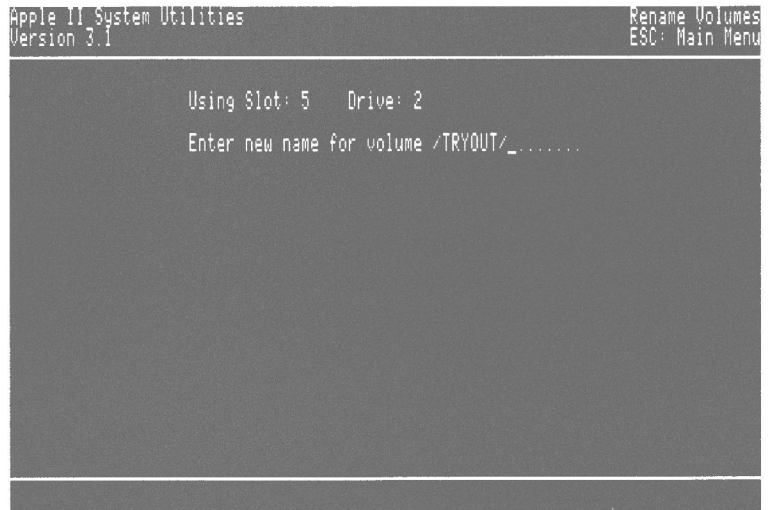 Apple II System Utilities
Rename Volumes
Version 3.1
ESC: Main Menu
Using Slot: 5 Drive: 2
Enter new name for volume /TRYOUT/_.......